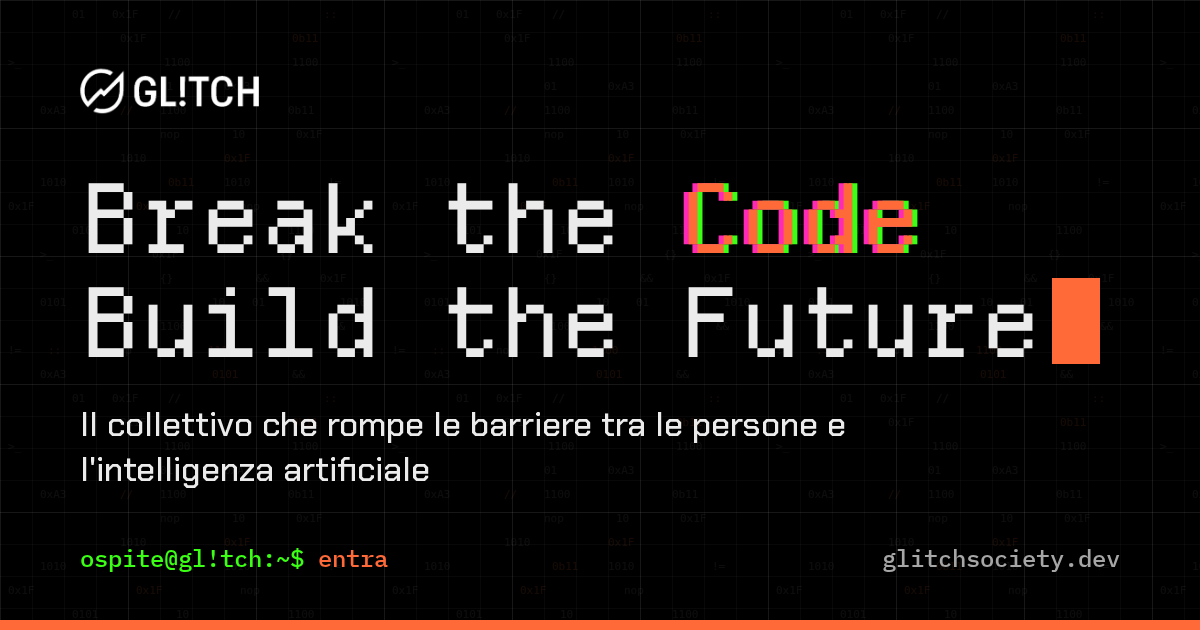 GL!TCH
Break the Code
Build the Future
Il collettivo che rompe le barriere tra le persone e
l'intelligenza artificiale
ospite@gl!tch:~$ entra
glitchsociety.dev